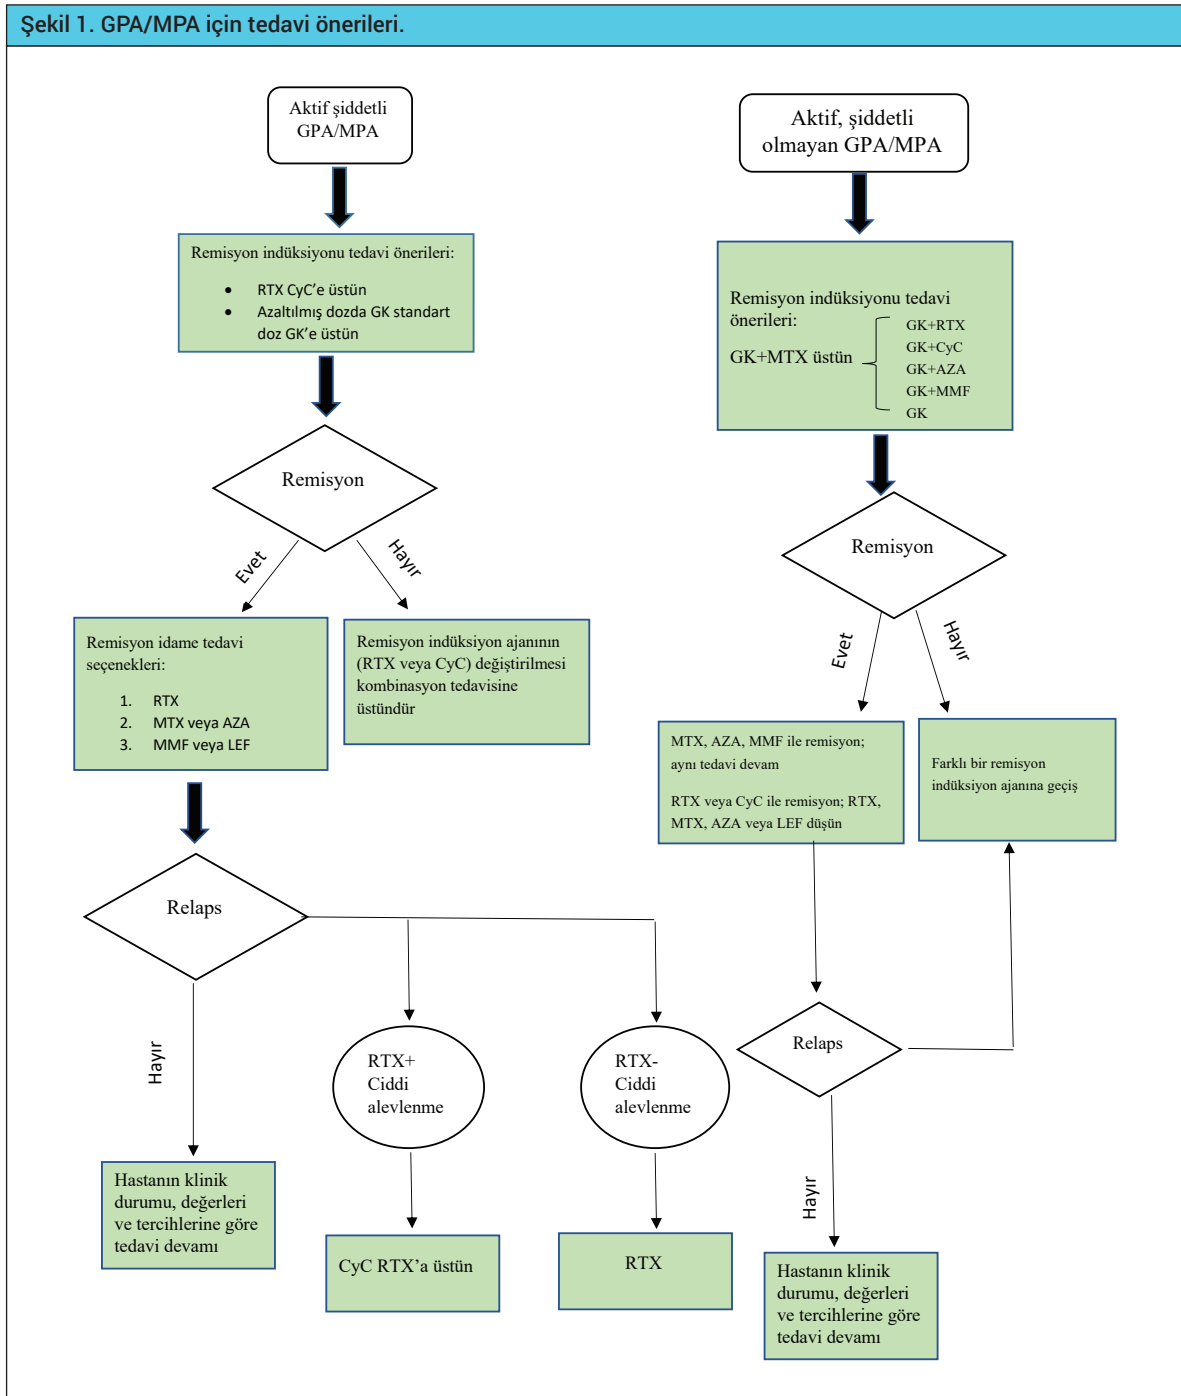 Şekil 1. GPA/MPA için tedavi önerileri.
Aktif şiddetli
GPA/MPA
Remisyon indüksiyonu tedavi önerileri:
• RTX CyC'e üstün
• Azaltılmış dozda GK standart
doz GK'e üstün
Remisyon
Evet
Hayır
Remisyon idame tedavi
seçenekleri:
1. RTX
2. MTX veya AZA
3. MMF veya LEF
Remisyon indüksiyon ajanının
(RTX veya CyC) değiştirilmesi
kombinasyon tedavisine
üstündür
Relaps
Hayır
RTX+
Ciddi
alevlenme
RTX-
Ciddi
alevlenme
Hastanın klinik
durumu, değerleri
ve tercihlerine göre
tedavi devamı
CyC RTX'a üstün
RTX
Aktif, şiddetli
olmayan GPA/MPA
Remisyon indüksiyonu tedavi
önerileri:
GK+MTX üstün
GK+RTX
GK+CyC
GK+AZA
GK+MMF
GK
Remisyon
Evet
Hayır
MTX, AZA, MMF ile remisyon;
aynı tedavi devam
RTX veya CyC ile remisyon; RTX,
MTX, AZA veya LEF düşün
Farklı bir remisyon
indüksiyon ajanına geçiş
Relaps
Hayır
Hastanın klinik
durumu, değerleri
ve tercihlerine göre
tedavi devamı